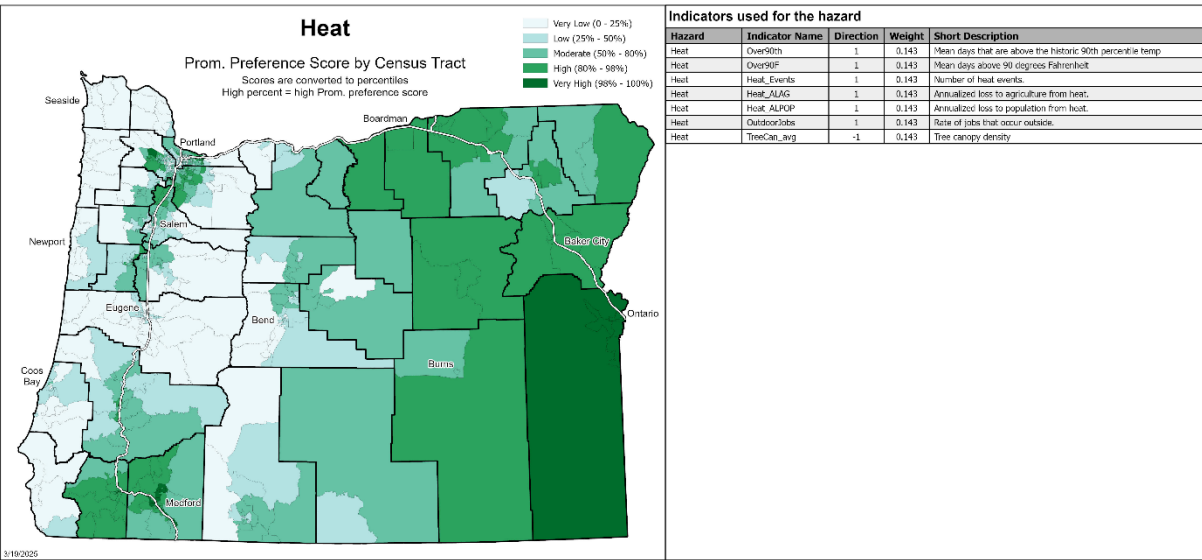 Heat
Prom. Preference Score by Census Tract
Scores are converted to percentiles
High percent = high Prom. preference score
Very Low (0 - 25%)
Low (25% - 50%)
Moderate (50% - 80%)
High (80% - 98%)
Very High (98% - 100%)
Seaside
Portland
Boardman
Salem
Newport
Baker City
Eugene
Bend
Ontario
Burns
Coos
Bay
Medford
3/19/2025
Indicators used for the hazard
Hazard Indicator Name Direction Weight Short Description
Heat Over90th 1 0.143 Mean days that are above the historic 90th percentile temp
Heat Over90F 1 0.143 Mean days above 90 degrees Fahrenheit
Heat Heat_Events 1 0.143 Number of heat events.
Heat Heat_ALAG 1 0.143 Annualized loss to agriculture from heat.
Heat Heat_ALPOP 1 0.143 Annualized loss to population from heat.
Heat OutdoorJobs 1 0.143 Rate of jobs that occur outside.
Heat TreeCan_avg -1 0.143 Tree canopy density